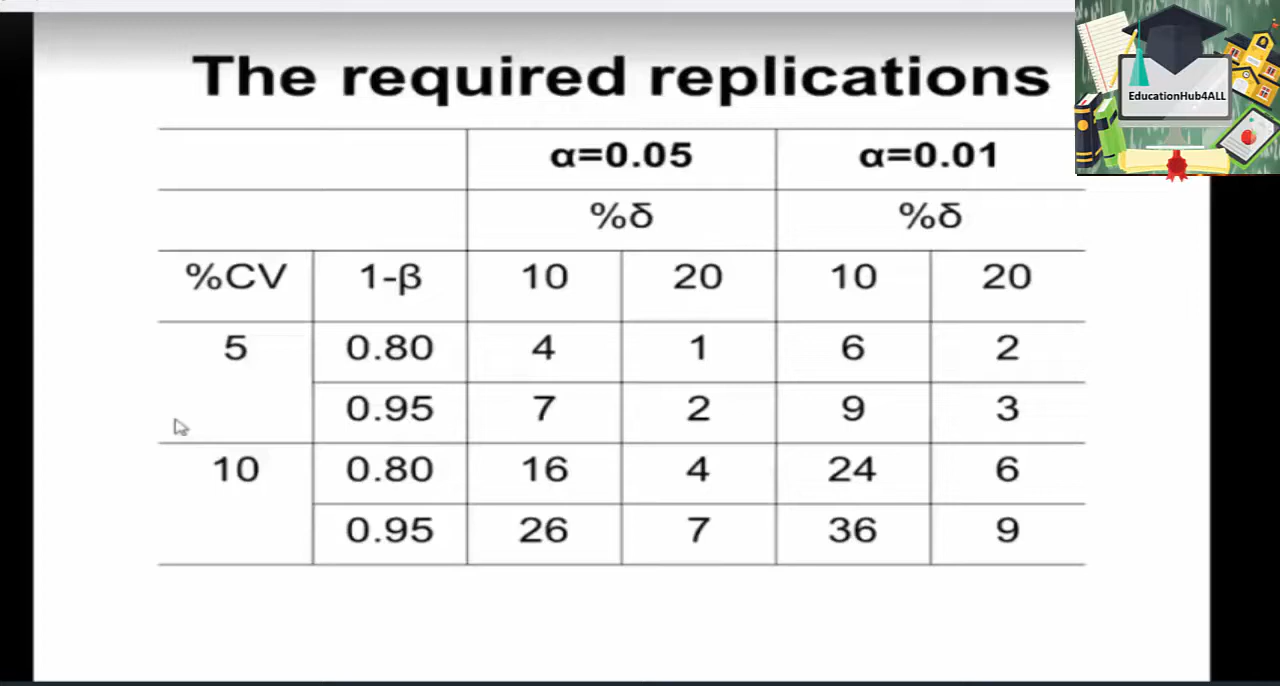 The required replications
α=0.05 α=0.01
%δ %δ
%CV 1-β 10 20 10 20
5 0.80 4 1 6 2
0.95 7 2 9 3
10 0.80 16 4 24 6
0.95 26 7 36 9
EducationHub4ALL